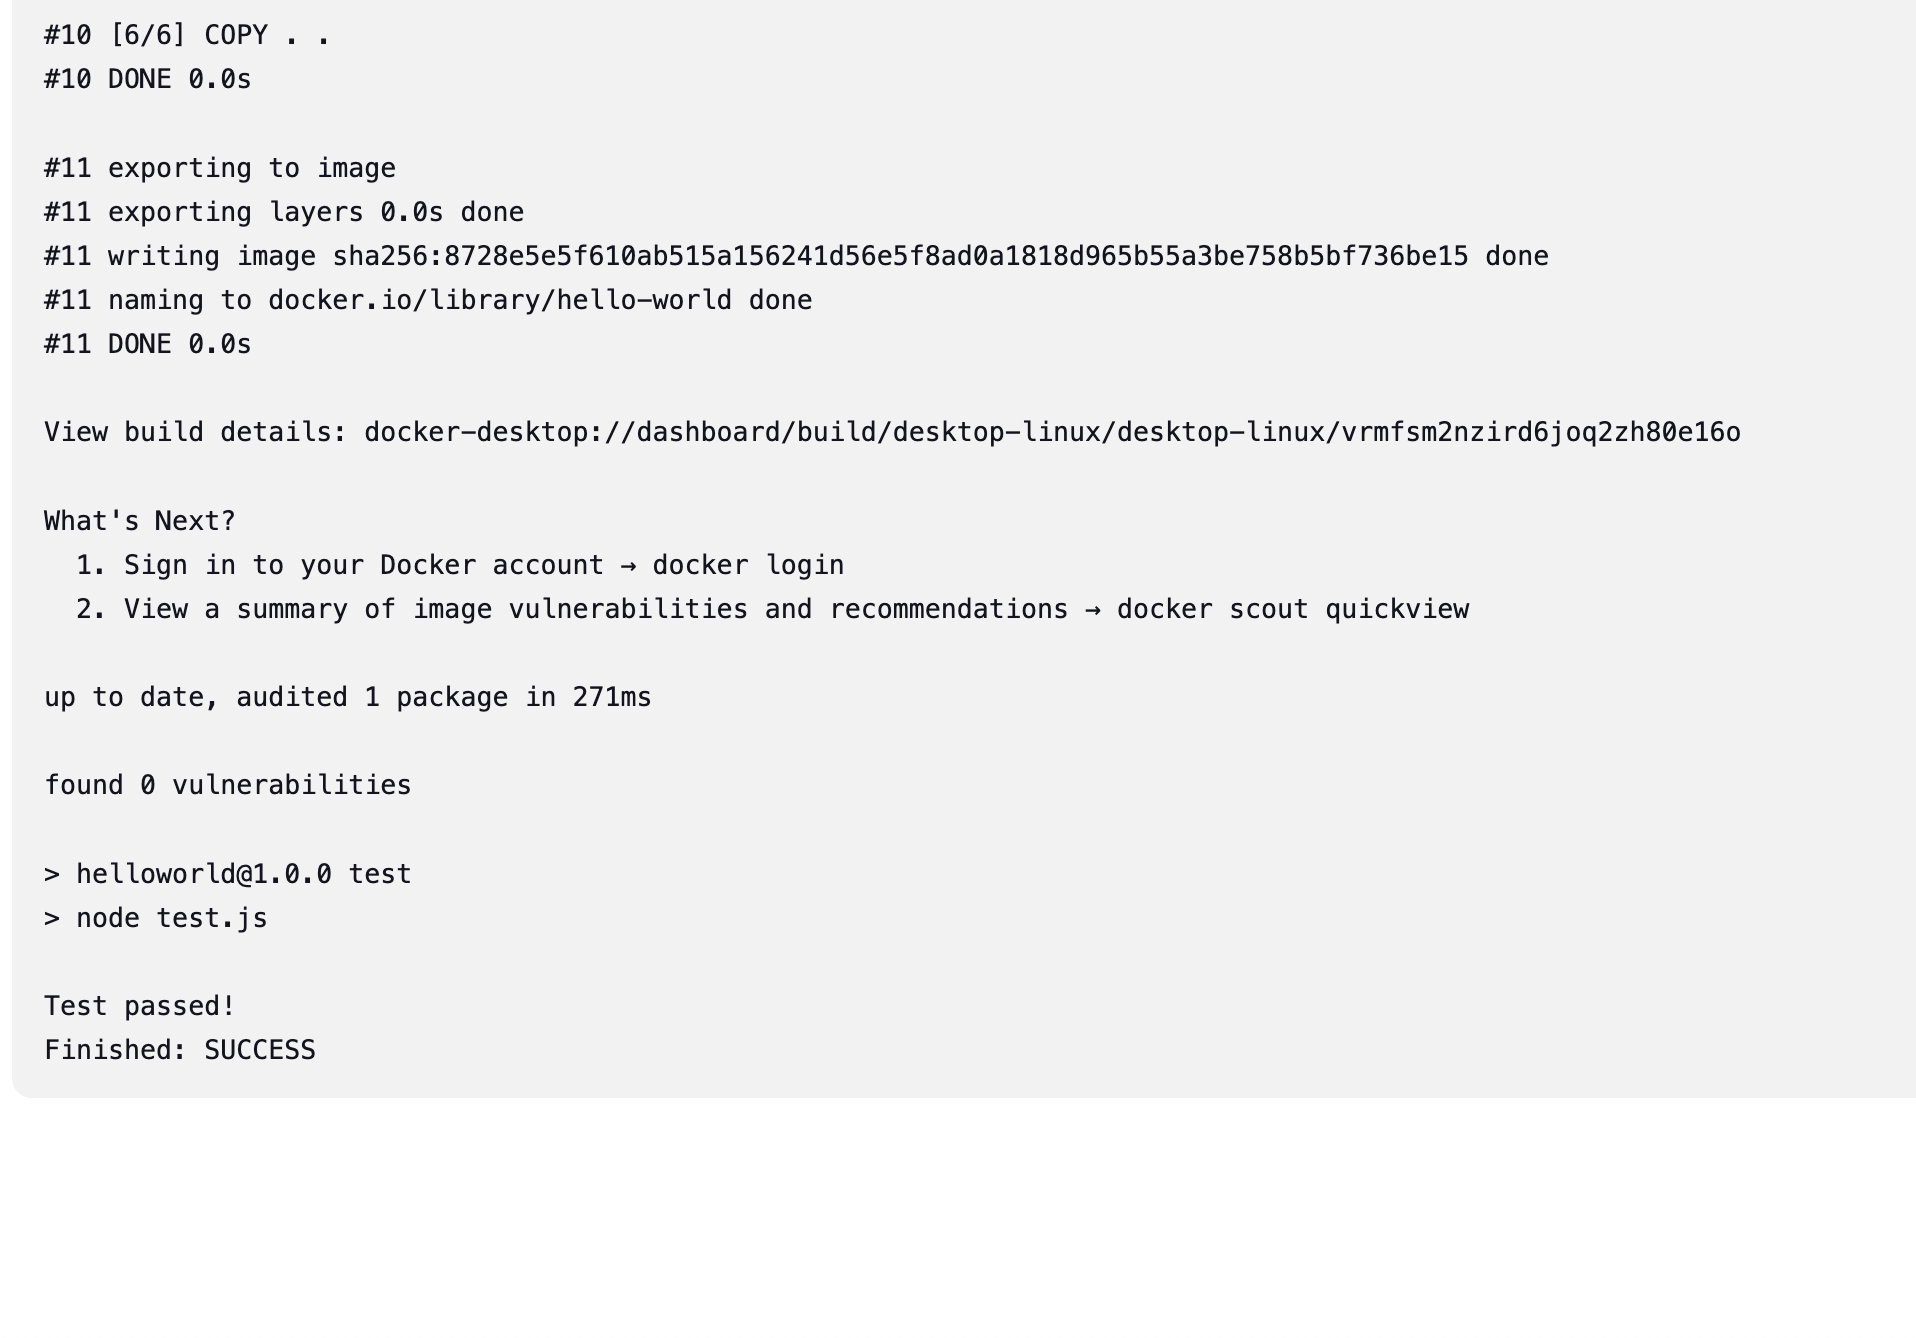 #10 [6/6] COPY . .
#10 DONE 0.0s
#11 exporting to image
#11 exporting layers 0.0s done
#11 writing image sha256:8728e5e5f610ab515a156241d56e5f8ad0a1818d965b55a3be758b5bf736be15 done
#11 naming to docker.io/library/hello-world done
#11 DONE 0.0s
View build details: docker-desktop://dashboard/build/desktop-linux/desktop-linux/vrmfsm2nzird6joq2zh80e16o
What's Next?
  1. Sign in to your Docker account → docker login
  2. View a summary of image vulnerabilities and recommendations → docker scout quickview
up to date, audited 1 package in 271ms
found 0 vulnerabilities
> helloworld@1.0.0 test
> node test.js
Test passed!
Finished: SUCCESS